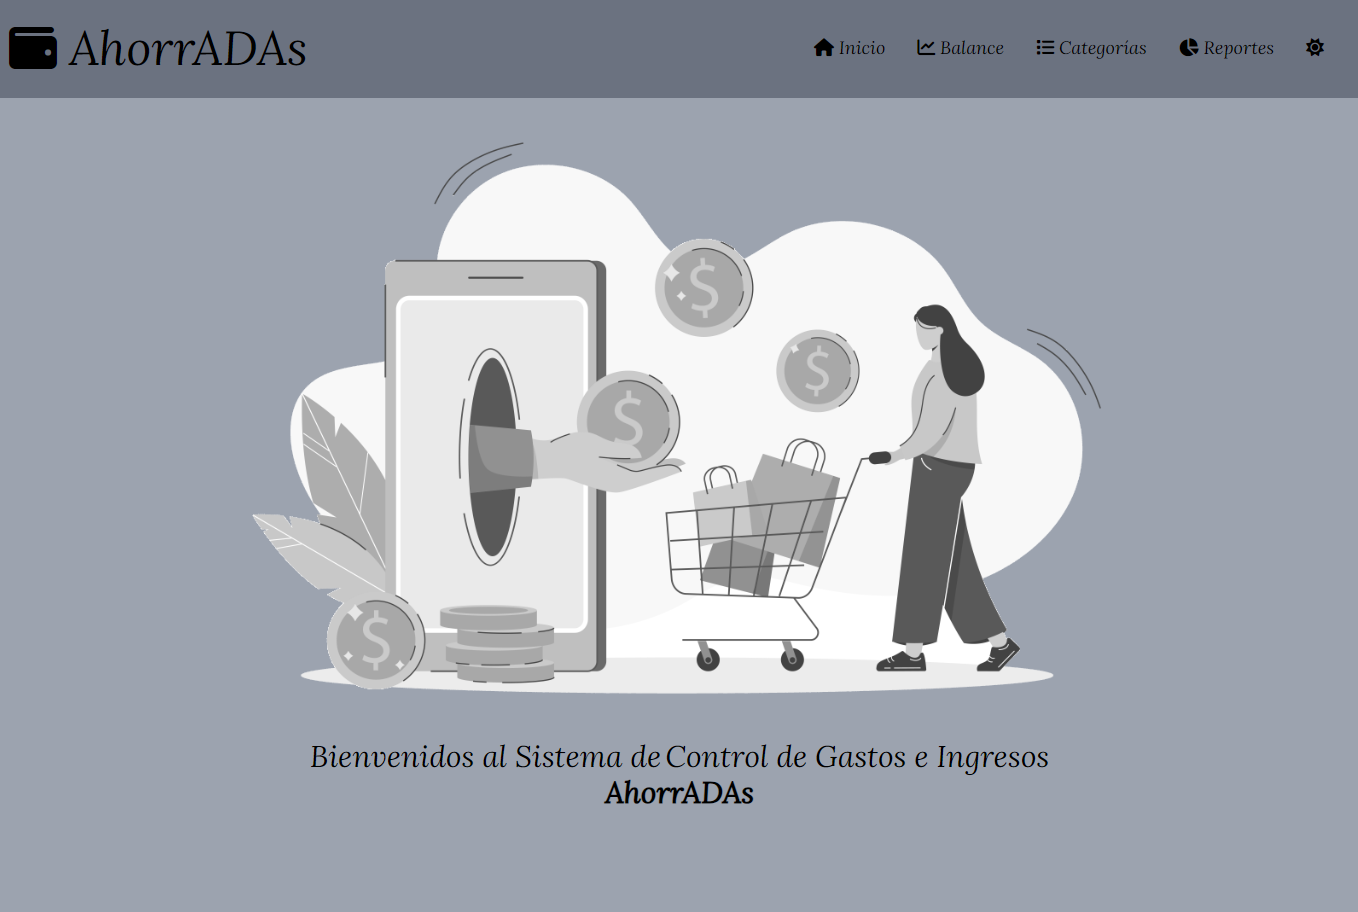 AhorrADAs
Inicio Balance Categorías Reportes
$
$
$
$
Bienvenidos al Sistema de Control de Gastos e Ingresos
AhorrADAs